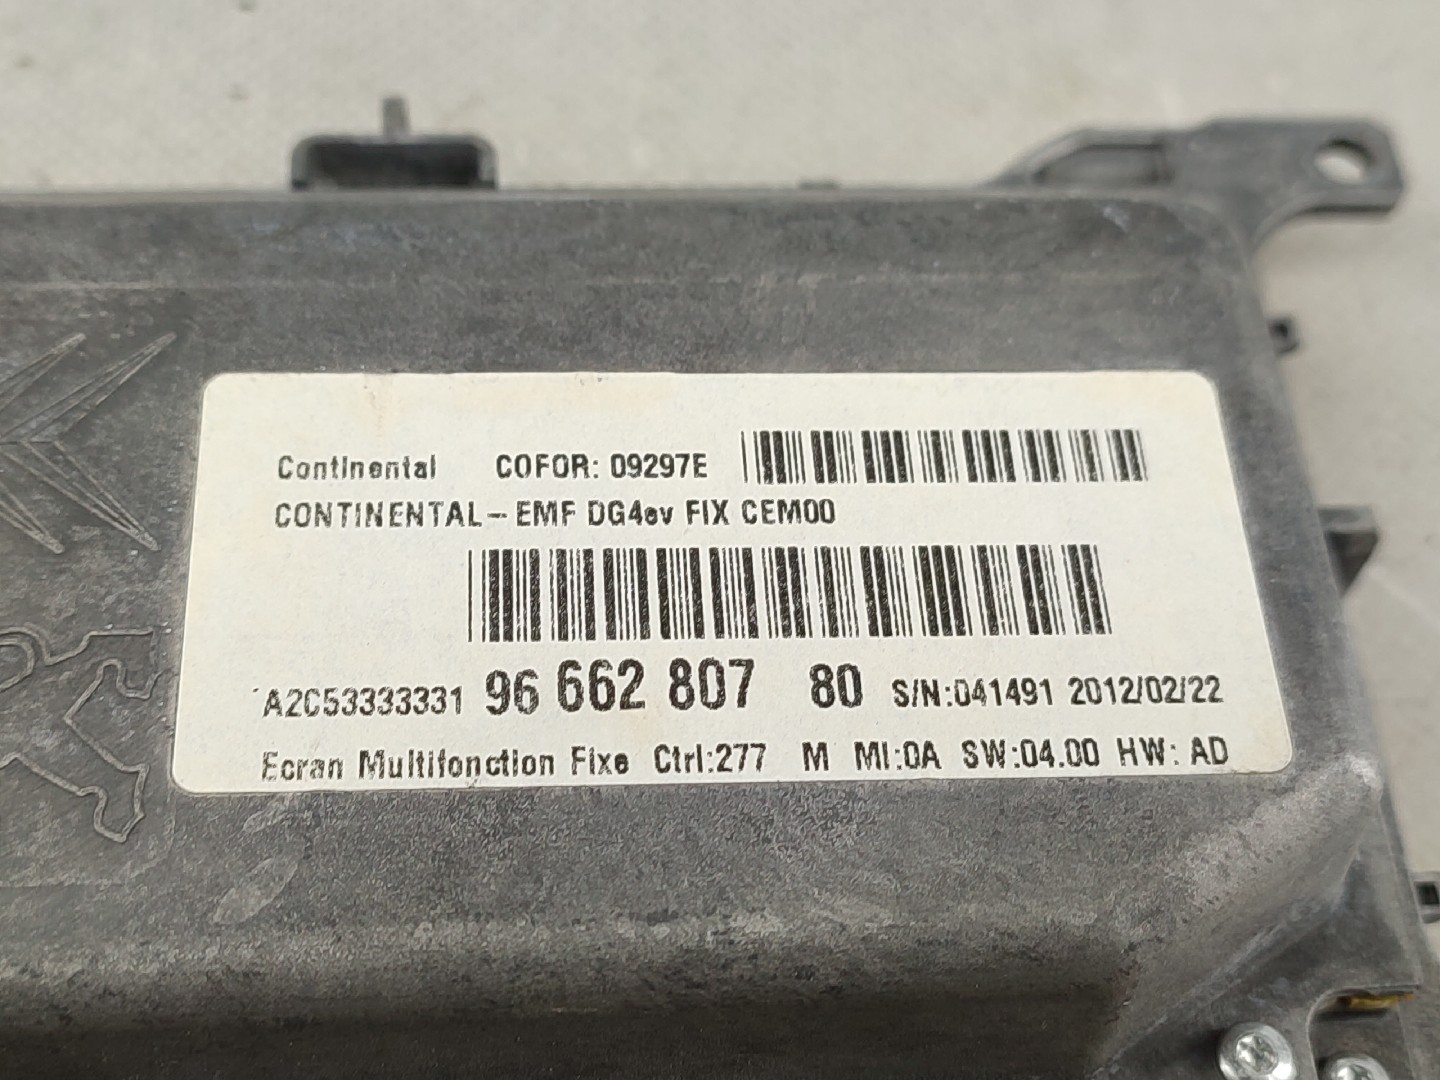 Continental COFOR: 09297E
CONTINENTAL-EMF DG4ev FIX CEM00
A2C53333331 96 662 807 80 S/N:041491 2012/02/22
Ecran Multifonction Fixe Ctrl:277 M MI:0A SW:04.00 HW: AD